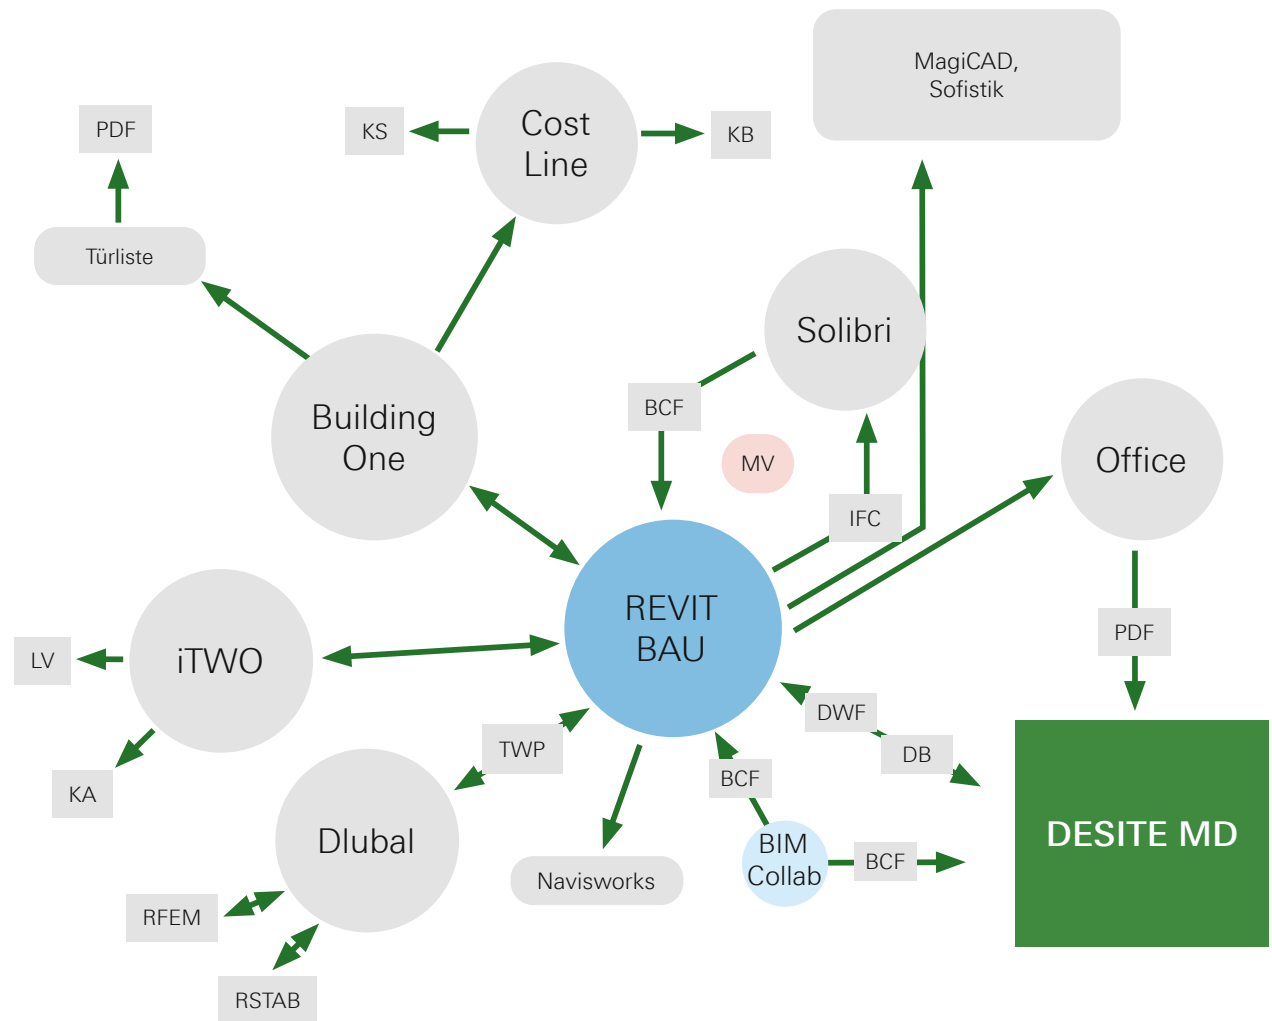 MagiCAD,
Sofistik
PDF
KS
Cost
Line
KB
Türliste
Solibri
BCF
Building
One
MV
Office
IFC
REVIT
BAU
PDF
LV
iTWO
DWF
TWP
DB
BCF
KA
DESITE MD
Dlubal
BIM
Collab
BCF
Navisworks
RFEM
RSTAB